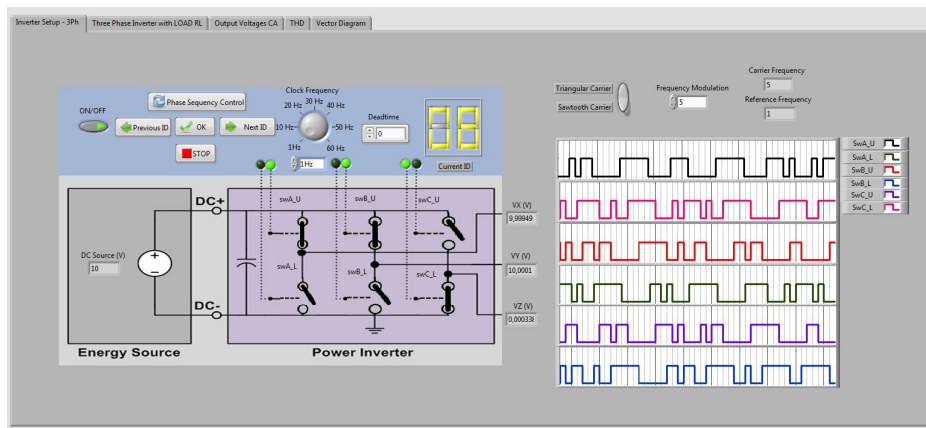 Inverter Setup - 3Ph
Three Phase Inverter with LOAD RL
Output Voltages CA
THD
Vector Diagram
ON/OFF
Phase Sequency Control
Previous ID
OK
Next ID
STOP
Clock Frequency
20 Hz
30 Hz
40 Hz
10 Hz
50 Hz
1Hz
60 Hz
1Hz
Deadtime
0
Current ID
DC+
DC-
DC Source (V)
10
Energy Source
swA_U
swB_U
swC_U
swA_L
swB_L
swC_L
Power Inverter
VX (V)
9,99949
VY (V)
10,0001
VZ (V)
0,000338
Triangular Carrier
Sawtooth Carrier
Frequency Modulation
5
Carrier Frequency
5
Reference Frequency
1
SwA_U
SwA_L
SwB_U
SwB_L
SwC_U
SwC_L